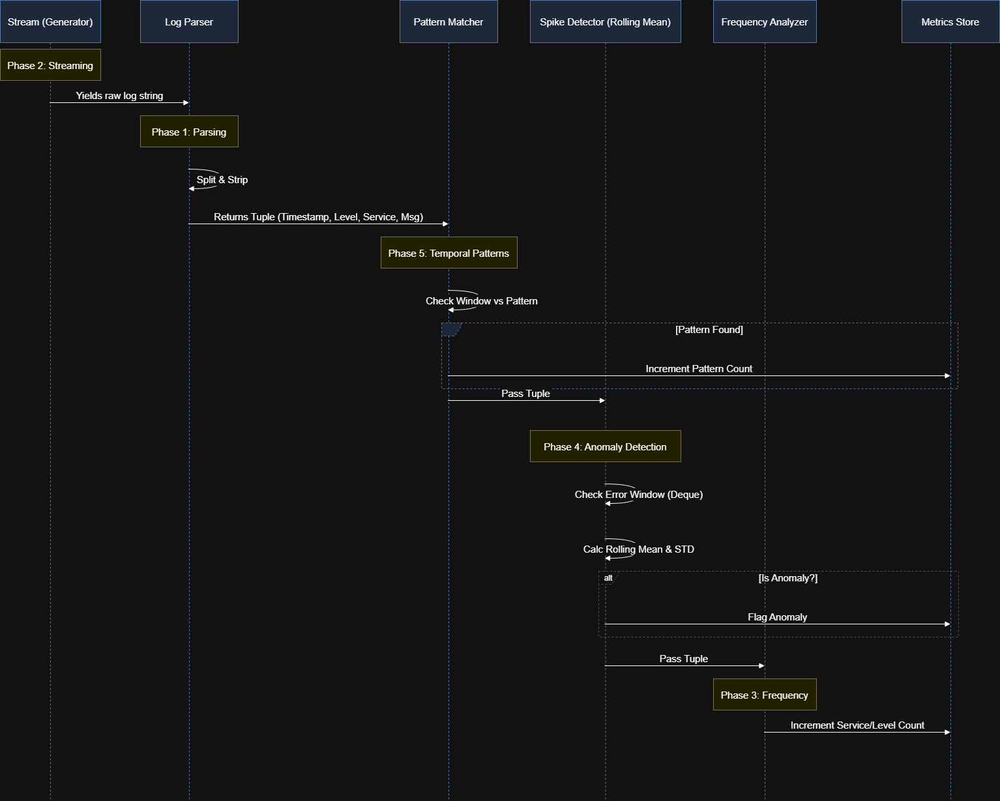 Stream (Generator)
Log Parser
Pattern Matcher
Spike Detector (Rolling Mean)
Frequency Analyzer
Metrics Store
Phase 2: Streaming
Yields raw log string
Phase 1: Parsing
Split & Strip
Returns Tuple (Timestamp, Level, Service, Msg)
Phase 5: Temporal Patterns
Check Window vs Pattern
[Pattern Found]
Increment Pattern Count
Pass Tuple
Phase 4: Anomaly Detection
Check Error Window (Deque)
Calc Rolling Mean & STD
alt
[Is Anomaly?]
Flag Anomaly
Pass Tuple
Phase 3: Frequency
Increment Service/Level Count